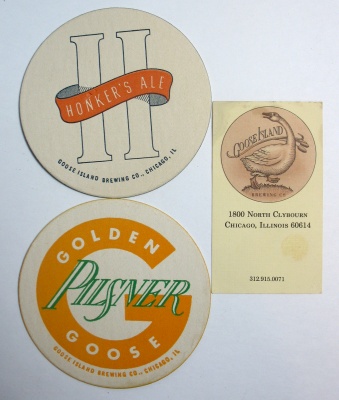 H
HONKER'S ALE
GOOSE ISLAND BREWING CO., CHICAGO, IL
GOOSE ISLAND
BREWING CO
1800 NORTH CLYBOURN
CHICAGO, ILLINOIS 60614
312.915.0071
G
GOLDEN
PILSNER
GOOSE
GOOSE ISLAND BREWING CO., CHICAGO, IL